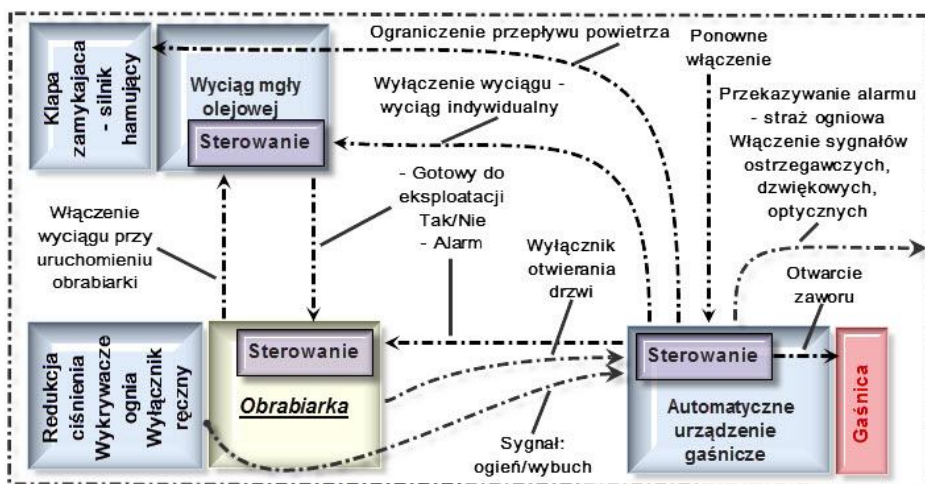 Ograniczenie przepływu powietrza
Ponowne
włączenie
Klapa
zamykajaca
- silnik
hamujący
Wyciąg mgły
olejowej
Sterowanie
Wyłączenie wyciągu -
wyciąg indywidualny
Przekazywanie alarmu
- straż ogniowa
Włączenie sygnałów
ostrzegawczych,
dzwiękowych,
optycznych
- Gotowy do
eksploatacji
Tak/Nie
- Alarm
Włączenie
wyciągu przy
uruchomieniu
obrabiarki
Wyłącznik
otwierania
drzwi
Otwarcie
zaworu
Redukcja
ciśnienia
Wykrywacze
ognia
Wyłącznik
ręczny
Sterowanie
Obrabiarka
Sygnał:
ogień/wybuch
Sterowanie
Automatyczne
urządzenie
gaśnicze
Gaśnica